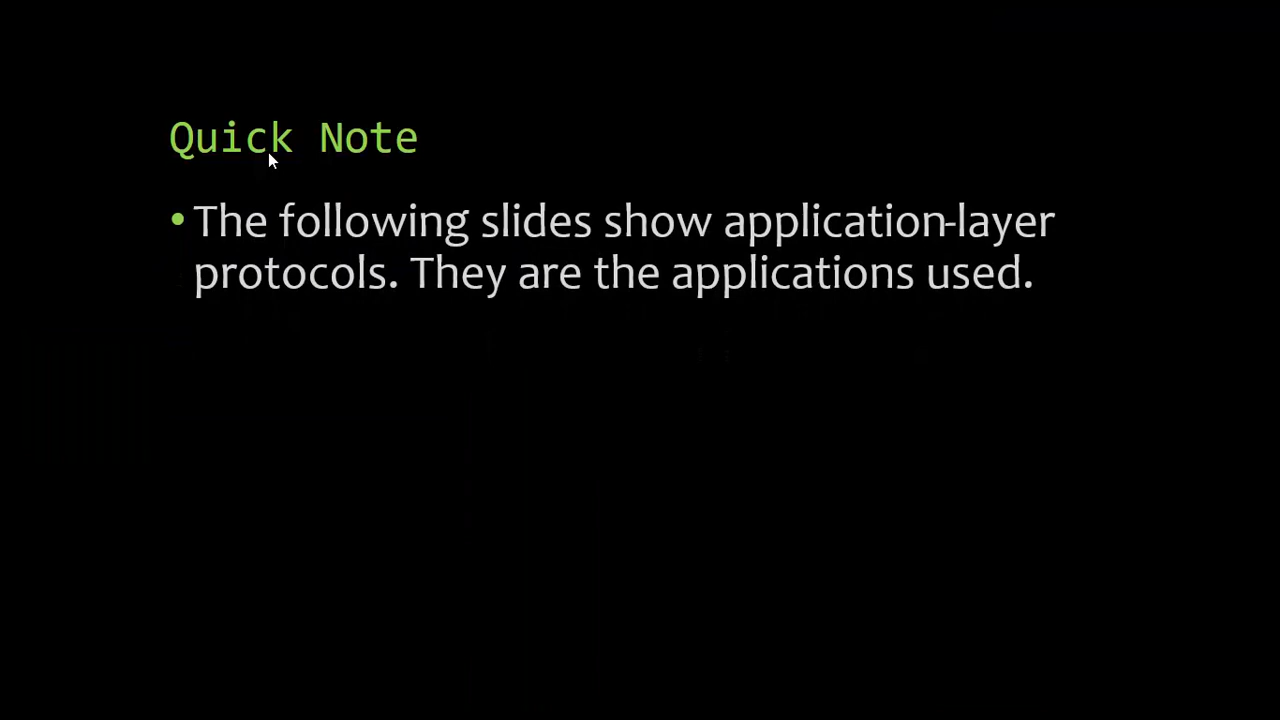 Quick Note
• The following slides show application-layer
protocols. They are the applications used.